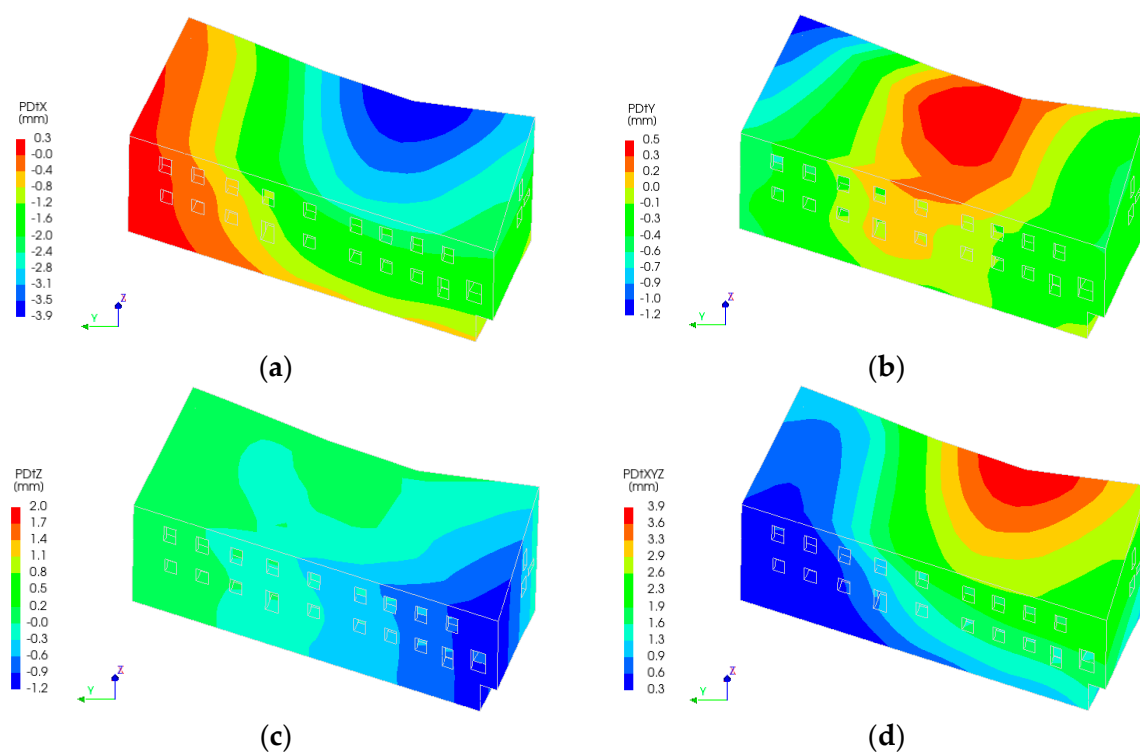 PDtX
(mm)
0.3
-0.0
-0.4
-0.8
-1.2
-1.6
-2.0
-2.4
-2.8
-3.1
-3.5
-3.9
Z
Y
(a)
PDtY
(mm)
0.5
0.3
0.2
0.0
-0.1
-0.3
-0.4
-0.6
-0.7
-0.9
-1.0
-1.2
Z
Y
(b)
PDtZ
(mm)
2.0
1.7
1.4
1.1
0.8
0.5
0.2
-0.0
-0.3
-0.6
-0.9
-1.2
Z
Y
(c)
PDtXYZ
(mm)
3.9
3.6
3.3
2.9
2.6
2.3
1.9
1.6
1.3
0.9
0.6
0.3
Z
Y
(d)